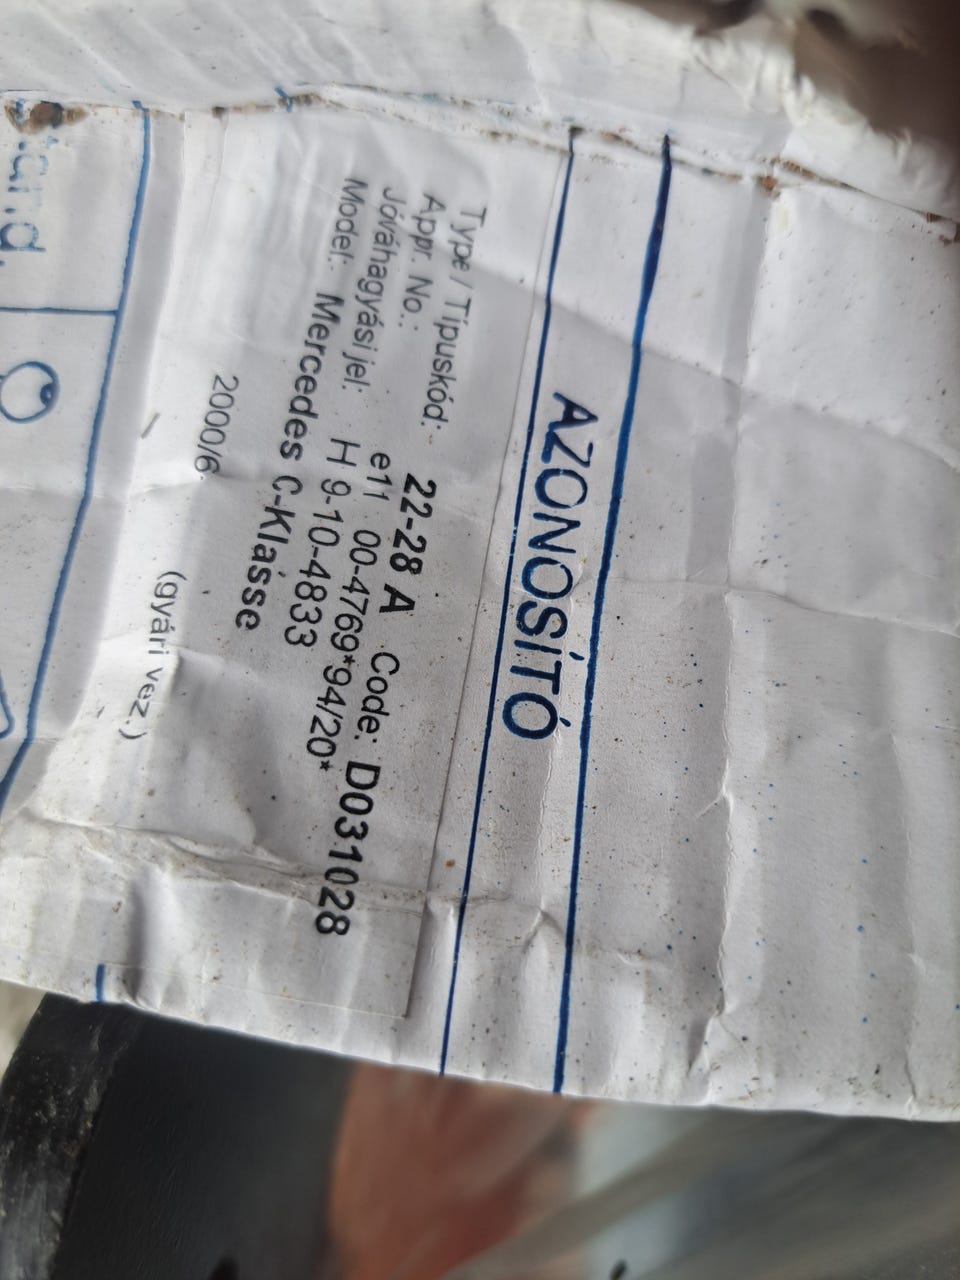 AZONOSÍTÓ
Type / Típuskód: 22-28 A Code: D031028
Appr. No.: e11 00-4769*94/20*
Jóváhagyási jel: H 9-10-4833
Model: Mercedes C-Klasse
2000/6
(gyári vez.)